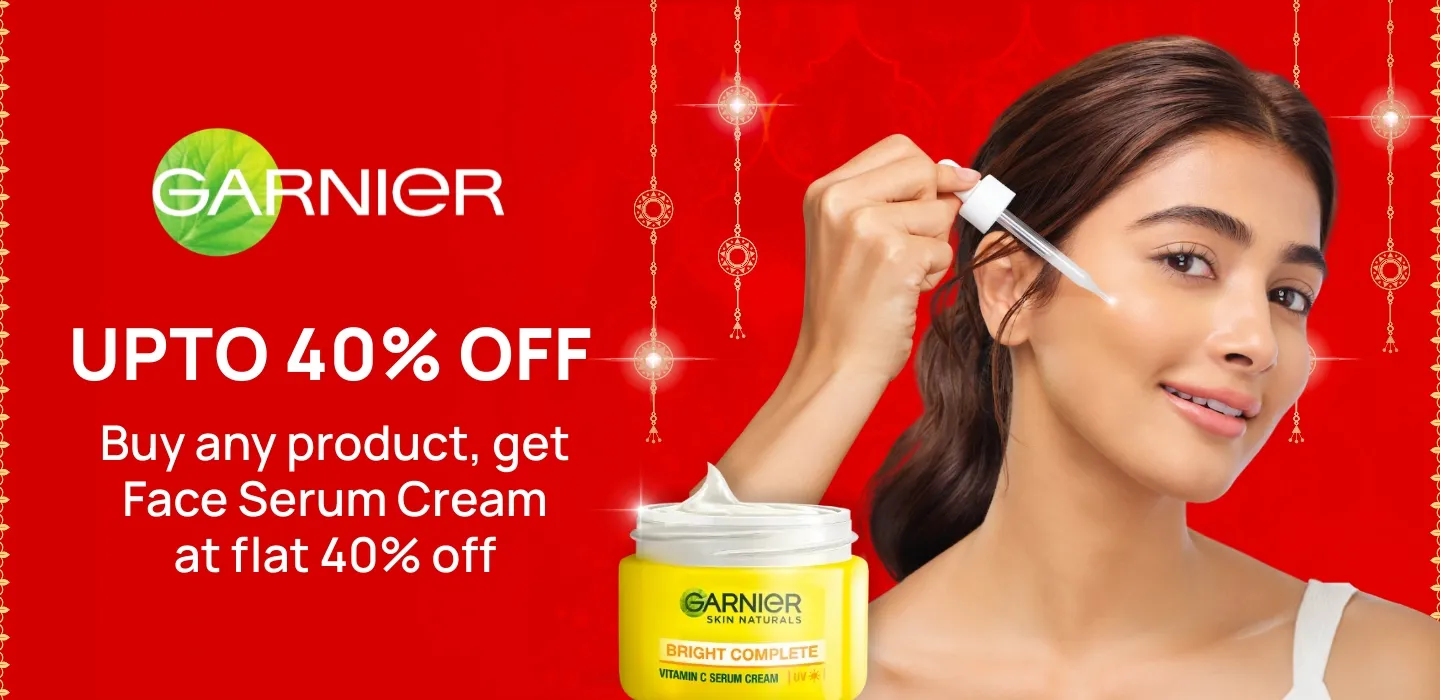 GARNIER
UPTO 40% OFF
Buy any product, get
Face Serum Cream
at flat 40% off
GARNIER
SKIN NATURALS
BRIGHT COMPLETE
VITAMIN C SERUM CREAM | UV